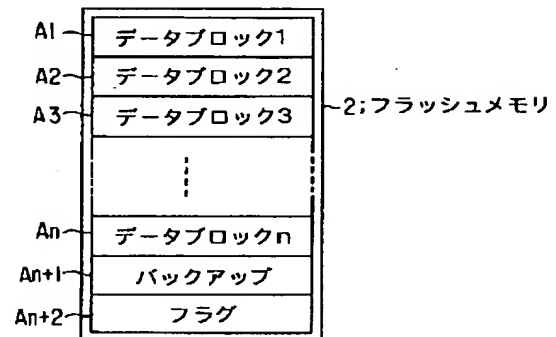 A1 データブロック1
A2 データブロック2
A3 データブロック3
2;フラッシュメモリ
An データブロックn
An+1 バックアップ
An+2 フラグ